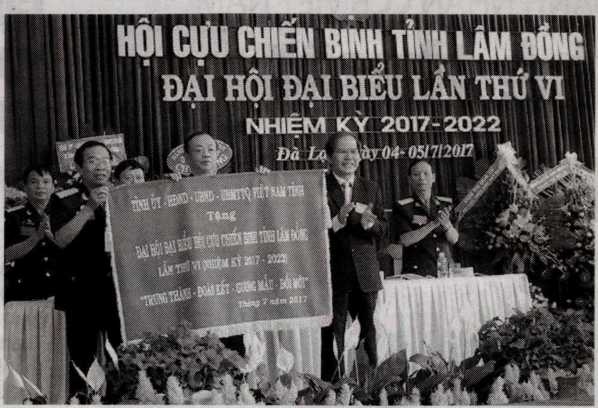 HỘI CỰU CHIẾN BINH TỈNH LÂM ĐỒNG
ĐẠI HỘI ĐẠI BIỂU LẦN THỨ VI
NHIỆM KỲ 2017-2022
Đà Lạt, ngày 04- 05/7/2017
TỈNH ỦY - HĐND - UBND - UBMTTQ VIỆT NAM TỈNH
Tặng
ĐẠI HỘI ĐẠI BIỂU HỘI CỰU CHIẾN BINH TỈNH LÂM ĐỒNG
LẦN THỨ VI (NHIỆM KỲ 2017 - 2022)
"TRUNG THÀNH - ĐOÀN KẾT - GƯƠNG MẪU - ĐỔI MỚI"
Tháng 7 năm 2017